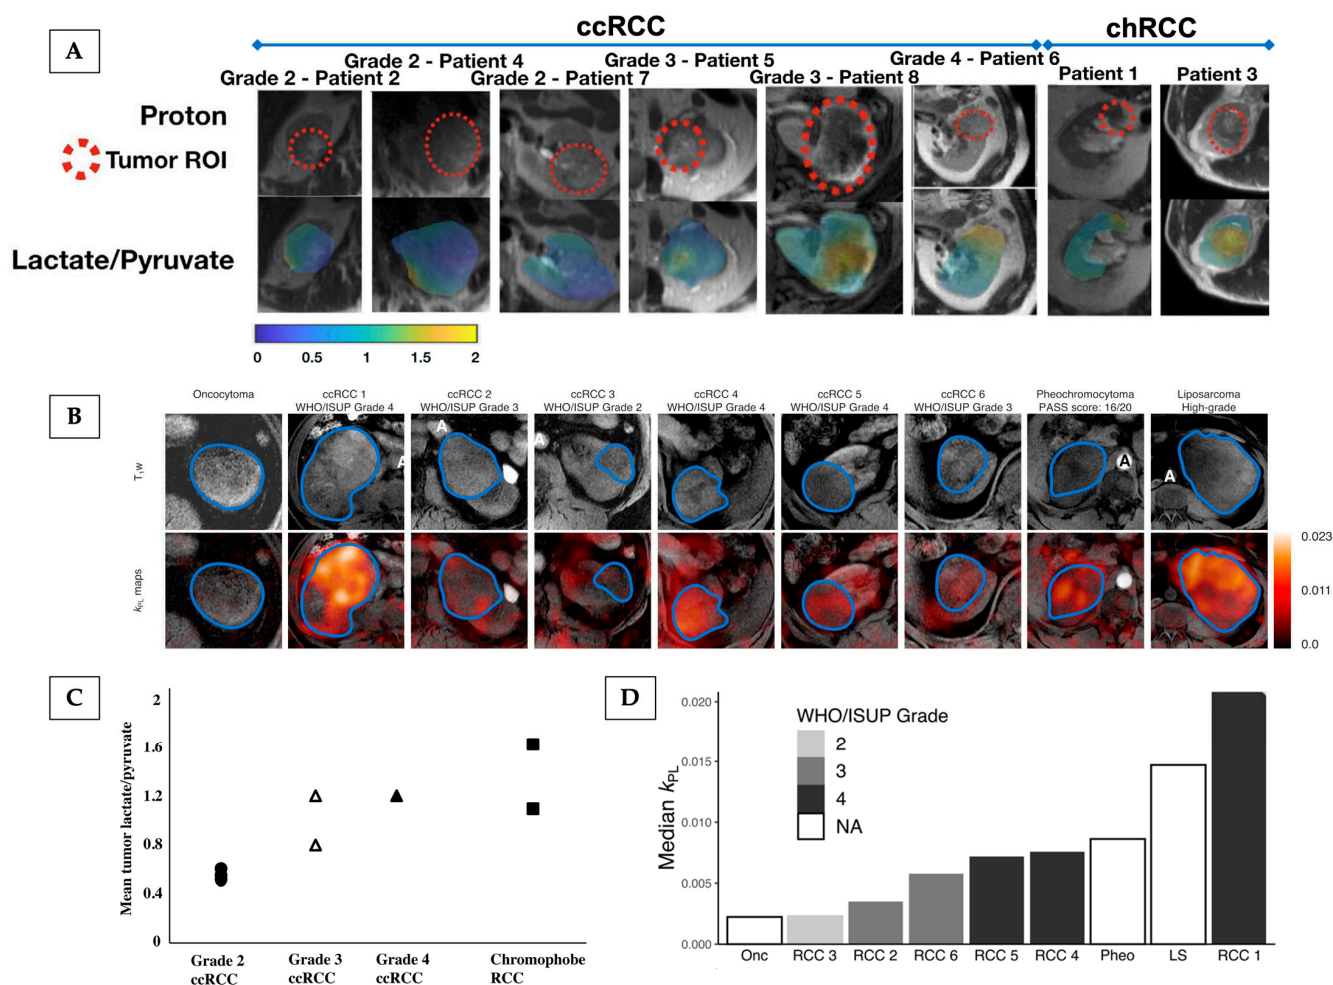 A
ccRCC
chRCC
Grade 2 - Patient 4
Grade 3 - Patient 5
Grade 4 - Patient 6
Grade 2 - Patient 2
Grade 2 - Patient 7
Grade 3 - Patient 8
Patient 1
Patient 3
Proton
Tumor ROI
Lactate/Pyruvate
0 0.5 1 1.5 2
B
Oncocytoma
ccRCC 1
WHO/ISUP Grade 4
ccRCC 2
WHO/ISUP Grade 3
ccRCC 3
WHO/ISUP Grade 2
ccRCC 4
WHO/ISUP Grade 4
ccRCC 5
WHO/ISUP Grade 4
ccRCC 6
WHO/ISUP Grade 3
Pheochromocytoma
PASS score: 16/20
Liposarcoma
High-grade
T₁w
A
A
A
A
A
kPL maps
0.023
0.011
0.0
C
Mean tumor lactate/pyruvate
2
1.6
1.2
0.8
0.4
0
Grade 2
ccRCC
Grade 3
ccRCC
Grade 4
ccRCC
Chromophobe
RCC
D
Median kPL
0.020
0.015
0.010
0.005
0.000
WHO/ISUP Grade
2
3
4
NA
Onc RCC 3 RCC 2 RCC 6 RCC 5 RCC 4 Pheo LS RCC 1